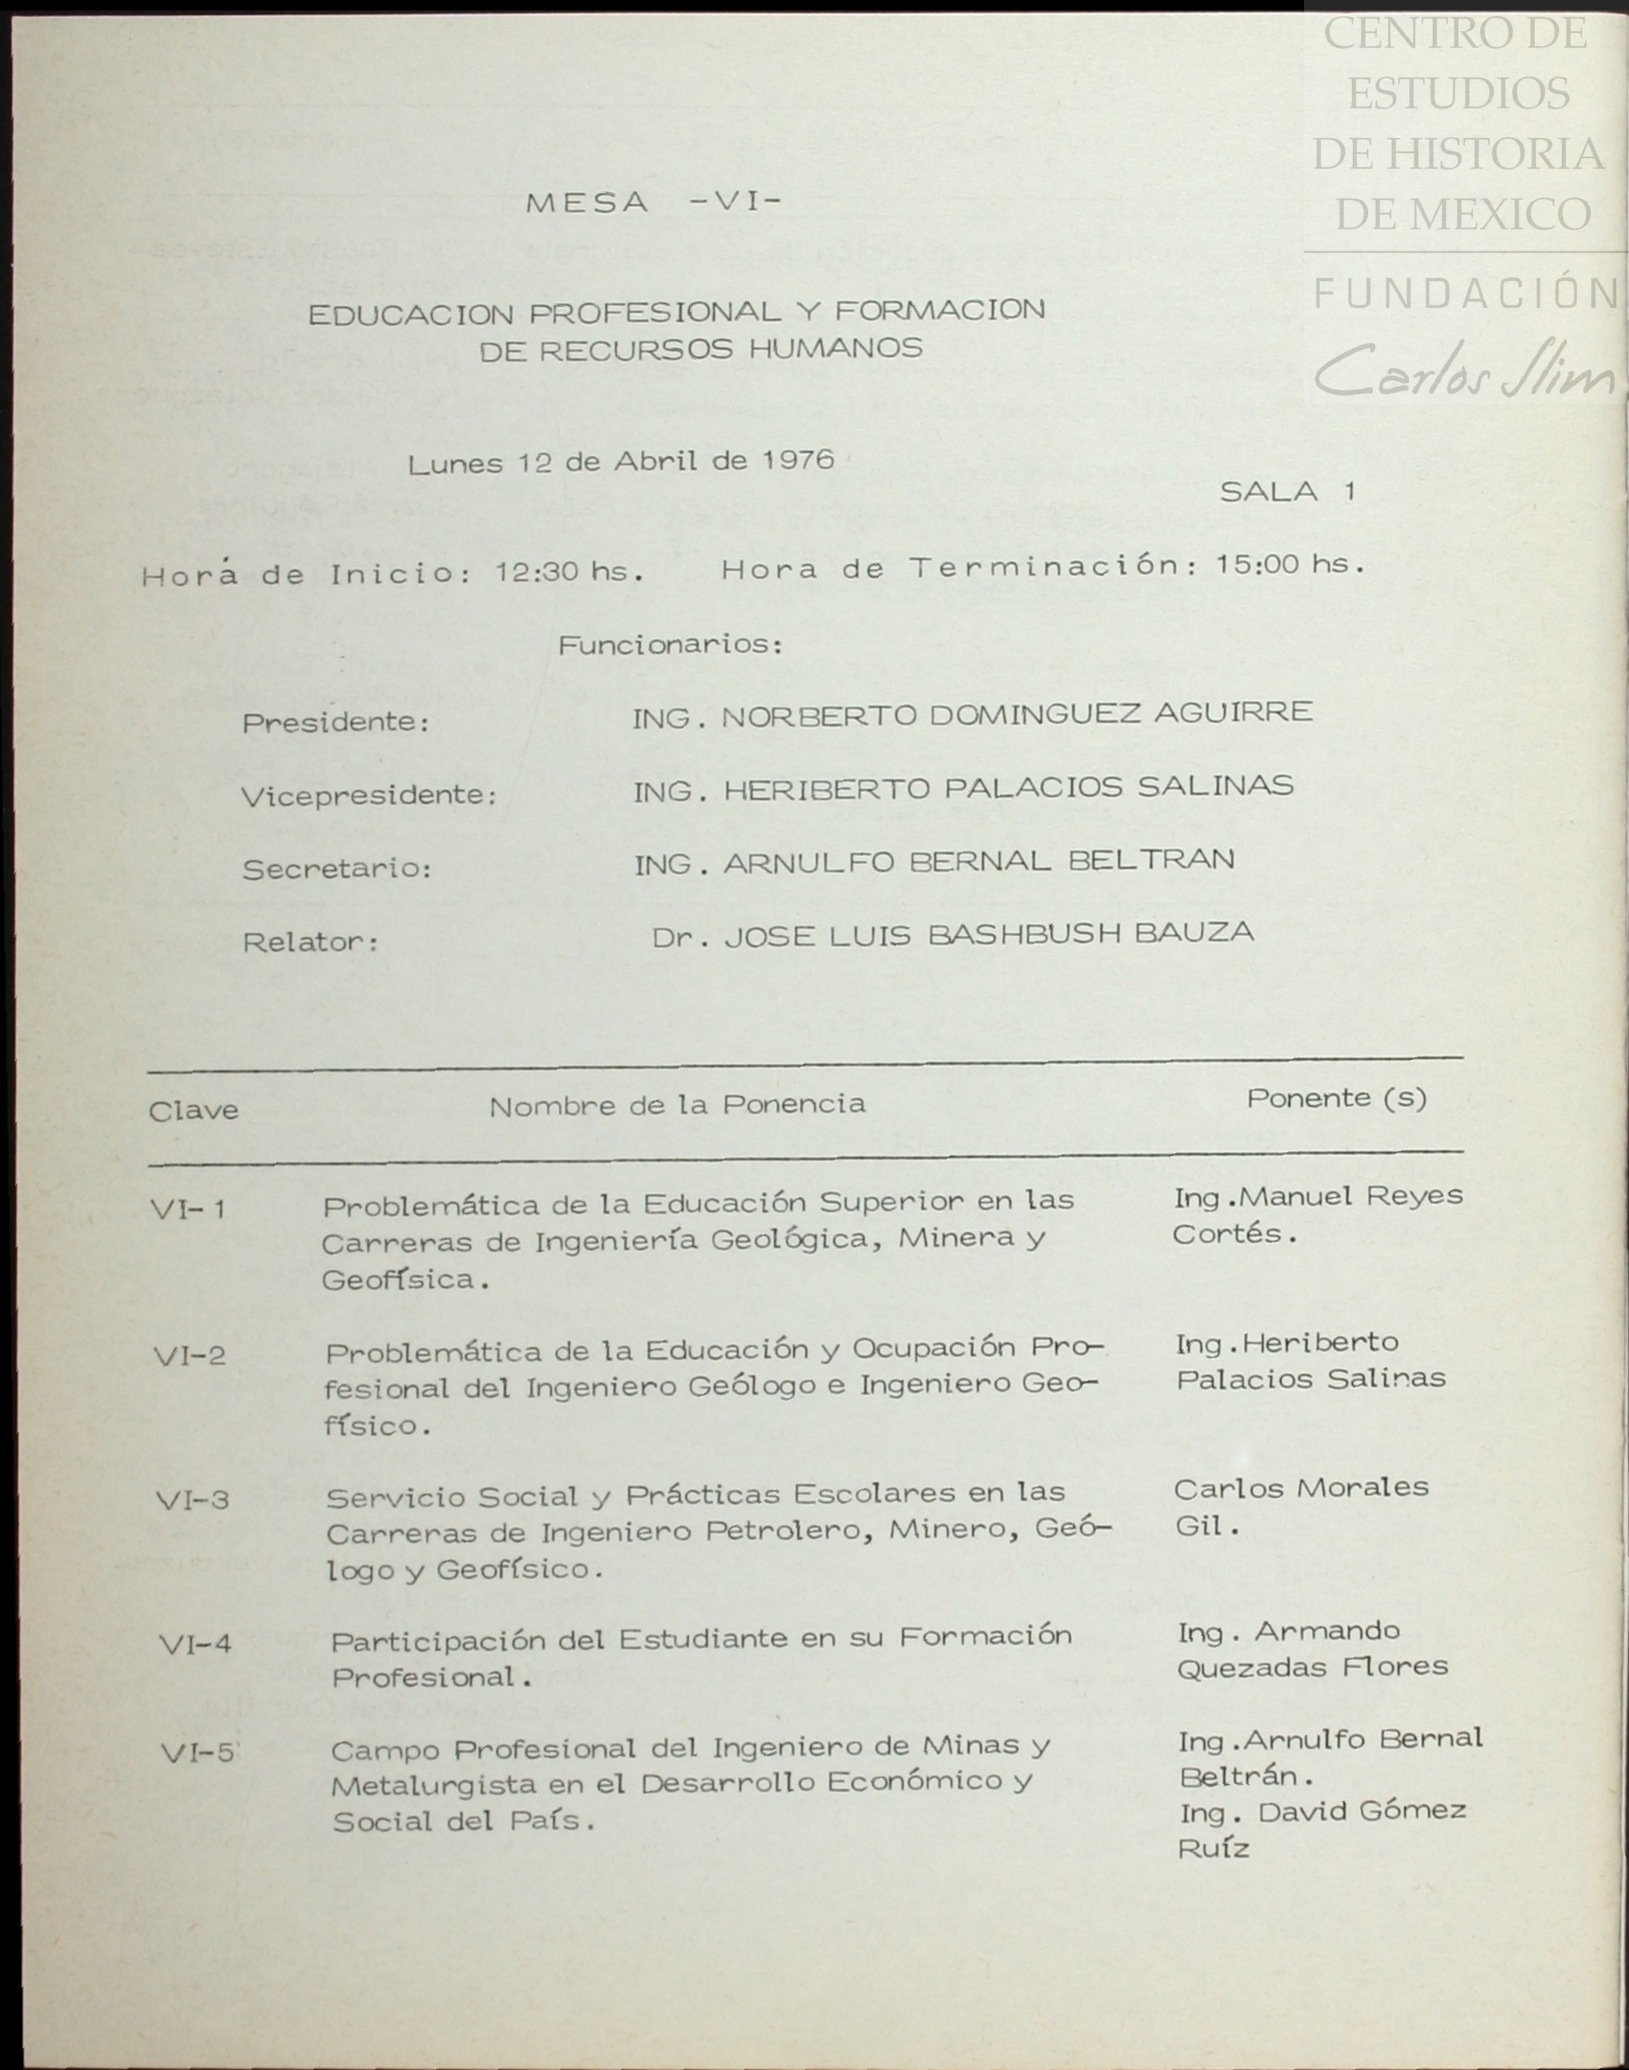 CENTRO DE
ESTUDIOS
DE HISTORIA
DE MEXICO
FUNDACIÓN
Carlos Slim
MESA -VI-
EDUCACION PROFESIONAL Y FORMACION
DE RECURSOS HUMANOS
Lunes 12 de Abril de 1976
SALA 1
Hora de Inicio: 12:30 hs. Hora de Terminación: 15:00 hs.
Funcionarios:
Presidente: ING. NORBERTO DOMINGUEZ AGUIRRE
Vicepresidente: ING. HERIBERTO PALACIOS SALINAS
Secretario: ING. ARNULFO BERNAL BELTRAN
Relator: Dr. JOSE LUIS BASHBUSH BAUZA
Clave Nombre de la Ponencia Ponente (s)
VI-1 Problemática de la Educación Superior en las Ing. Manuel Reyes
Carreras de Ingeniería Geológica, Minera y Cortés.
Geofísica.
VI-2 Problemática de la Educación y Ocupación Pro- Ing. Heriberto
fesional del Ingeniero Geólogo e Ingeniero Geo- Palacios Salinas
físico.
VI-3 Servicio Social y Prácticas Escolares en las Carlos Morales
Carreras de Ingeniero Petrolero, Minero, Geó- Gil.
logo y Geofísico.
VI-4 Participación del Estudiante en su Formación Ing. Armando
Profesional. Quezadas Flores
VI-5 Campo Profesional del Ingeniero de Minas y Ing. Arnulfo Bernal
Metalurgista en el Desarrollo Económico y Beltrán.
Social del País. Ing. David Gómez
Ruíz